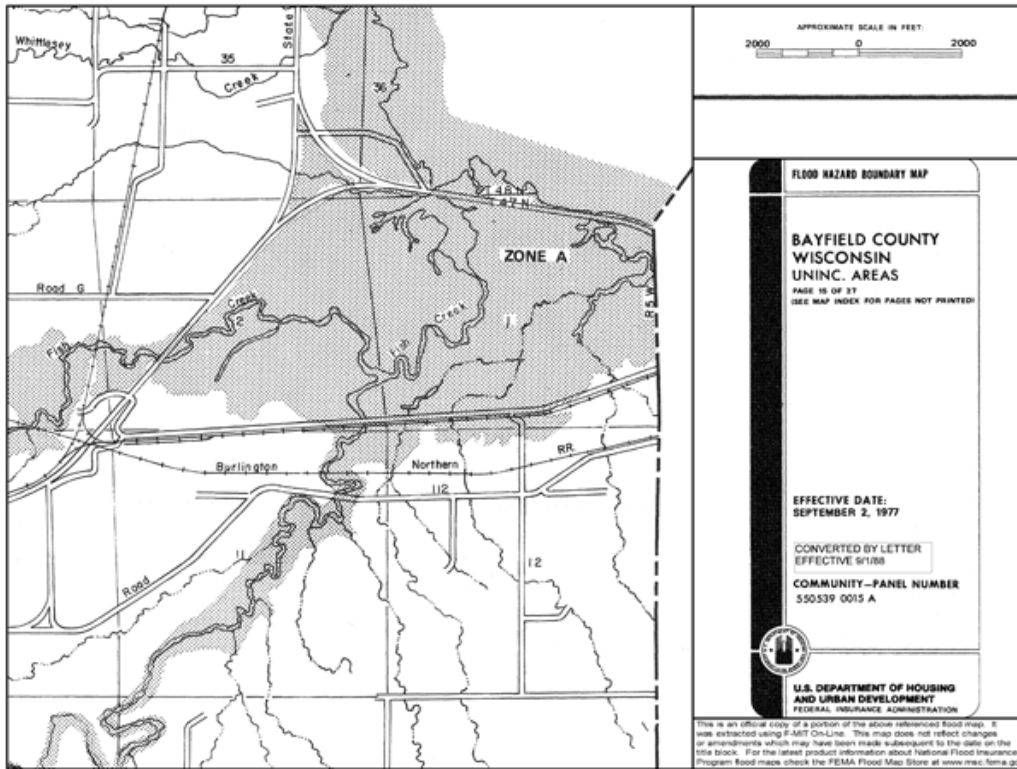 Whittlesey
35
Creek
State
36
T 48 N
T 47 N
ZONE A
Road G
Creek
2
Fish
Creek
1
R 5 W
Burlington
Northern
RR
112
11
Road
12
APPROXIMATE SCALE IN FEET:
2000 0 2000
FLOOD HAZARD BOUNDARY MAP
BAYFIELD COUNTY
WISCONSIN
UNINC. AREAS
PAGE 15 OF 27
(SEE MAP INDEX FOR PAGES NOT PRINTED)
EFFECTIVE DATE:
SEPTEMBER 2, 1977
CONVERTED BY LETTER
EFFECTIVE 9/1/88
COMMUNITY—PANEL NUMBER
550539 0015 A
U.S. DEPARTMENT OF HOUSING
AND URBAN DEVELOPMENT
FEDERAL INSURANCE ADMINISTRATION
This is an official copy of a portion of the above referenced flood map. It
was extracted using F-MIT On-Line. This map does not reflect changes
or amendments which may have been made subsequent to the date on the
title block. For the latest product information about National Flood Insurance
Program flood maps check the FEMA Flood Map Store at www.msc.fema.go